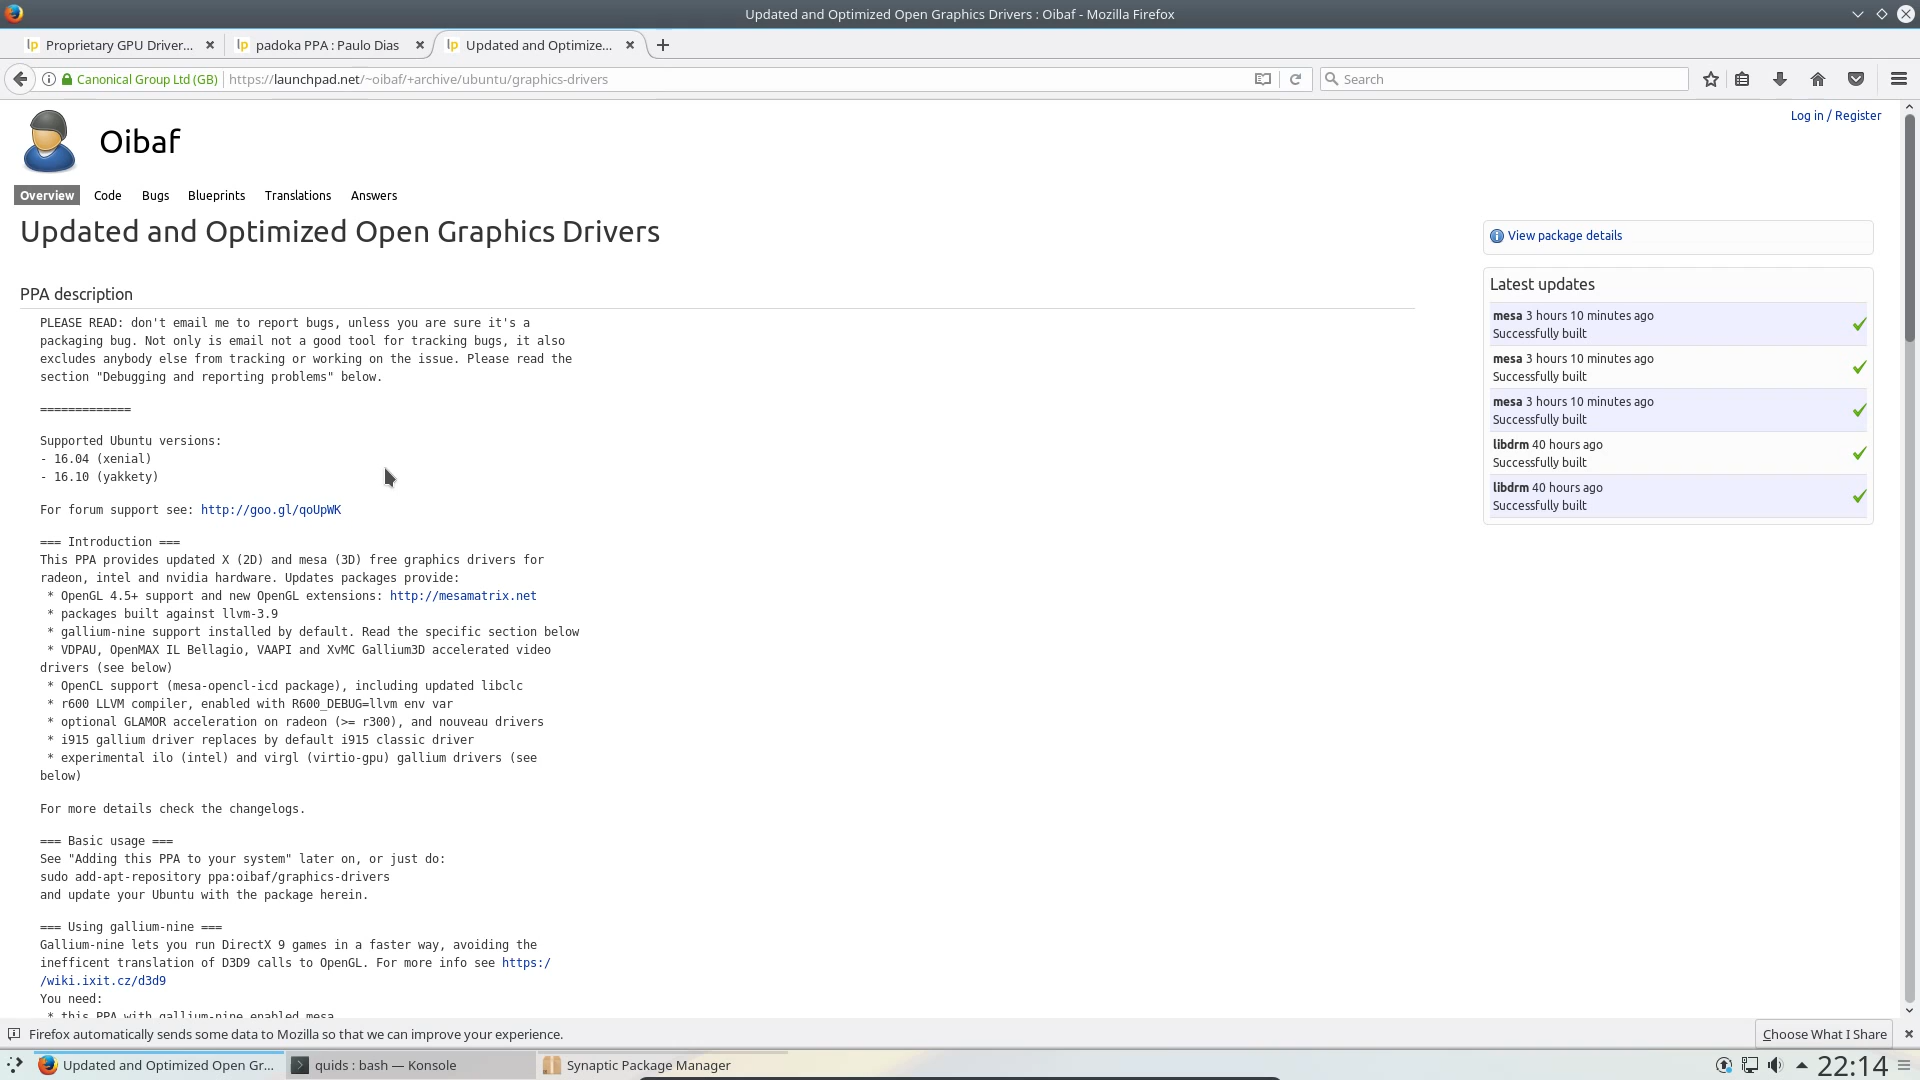 Updated and Optimized Open Graphics Drivers : Oibaf - Mozilla Firefox
Proprietary GPU Driver...
padoka PPA : Paulo Dias
Updated and Optimize...
Canonical Group Ltd (GB)
https://launchpad.net/~oibaf/+archive/ubuntu/graphics-drivers
Search
Log in / Register
Oibaf
Overview Code Bugs Blueprints Translations Answers
Updated and Optimized Open Graphics Drivers
PPA description
PLEASE READ: don't email me to report bugs, unless you are sure it's a
packaging bug. Not only is email not a good tool for tracking bugs, it also
excludes anybody else from tracking or working on the issue. Please read the
section "Debugging and reporting problems" below.
=============
Supported Ubuntu versions:
- 16.04 (xenial)
- 16.10 (yakkety)
For forum support see: http://goo.gl/qoUpWK
=== Introduction ===
This PPA provides updated X (2D) and mesa (3D) free graphics drivers for
radeon, intel and nvidia hardware. Updates packages provide:
* OpenGL 4.5+ support and new OpenGL extensions: http://mesamatrix.net
* packages built against llvm-3.9
* gallium-nine support installed by default. Read the specific section below
* VDPAU, OpenMAX IL Bellagio, VAAPI and XvMC Gallium3D accelerated video
drivers (see below)
* OpenCL support (mesa-opencl-icd package), including updated libclc
* r600 LLVM compiler, enabled with R600_DEBUG=llvm env var
* optional GLAMOR acceleration on radeon (>= r300), and nouveau drivers
* i915 gallium driver replaces by default i915 classic driver
* experimental ilo (intel) and virgl (virtio-gpu) gallium drivers (see
below)
For more details check the changelogs.
=== Basic usage ===
See "Adding this PPA to your system" later on, or just do:
sudo add-apt-repository ppa:oibaf/graphics-drivers
and update your Ubuntu with the package herein.
=== Using gallium-nine ===
Gallium-nine lets you run DirectX 9 games in a faster way, avoiding the
inefficent translation of D3D9 calls to OpenGL. For more info see https:/
/wiki.ixit.cz/d3d9
You need:
* this PPA with gallium-nine enabled mesa
View package details
Latest updates
mesa 3 hours 10 minutes ago
Successfully built
mesa 3 hours 10 minutes ago
Successfully built
mesa 3 hours 10 minutes ago
Successfully built
libdrm 40 hours ago
Successfully built
libdrm 40 hours ago
Successfully built
Firefox automatically sends some data to Mozilla so that we can improve your experience.
Choose What I Share
Updated and Optimized Open Gr...
quids : bash — Konsole
Synaptic Package Manager
22:14